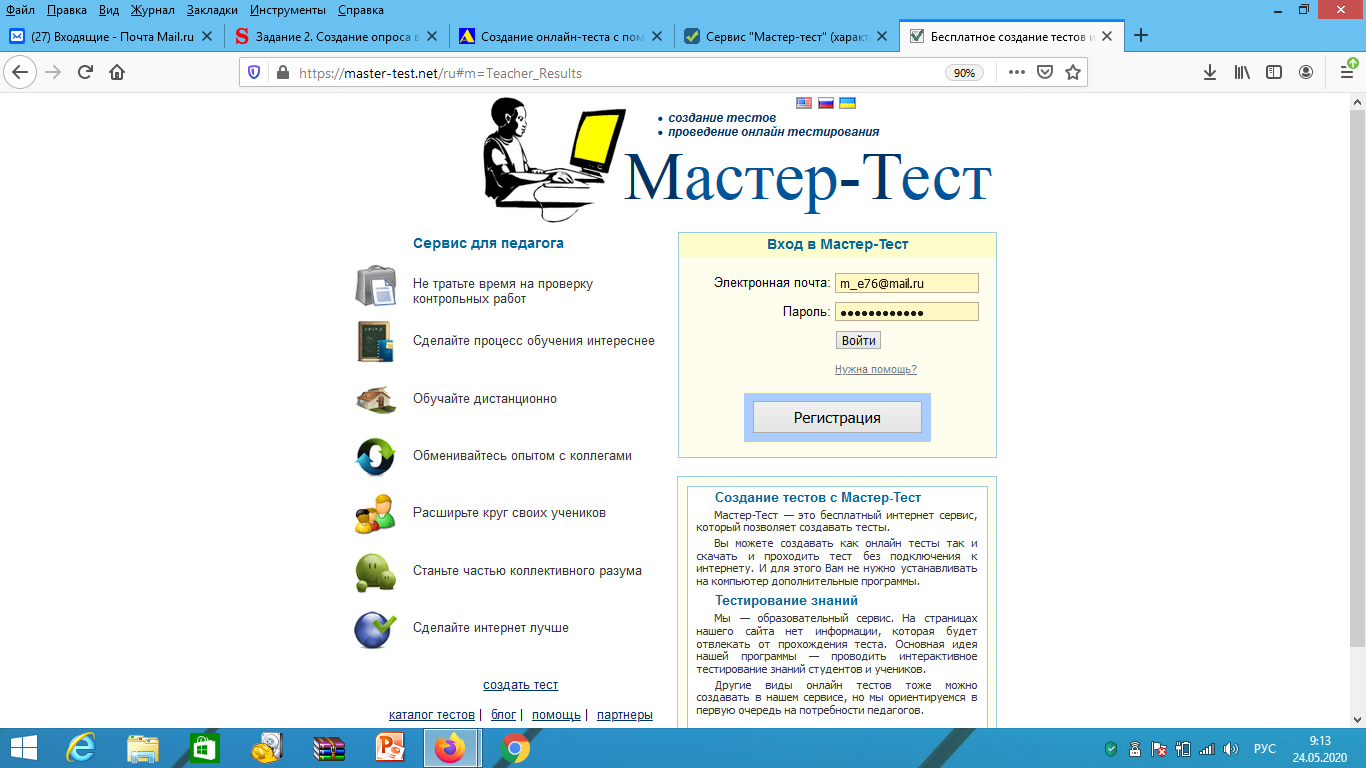 Файл Правка Вид Журнал Закладки Инструменты Справка
(27) Входящие - Почта Mail.ru
Задание 2. Создание опроса в
Создание онлайн-теста с пом
Сервис "Мастер-тест" (характ
Бесплатное создание тестов и
https://master-test.net/ru#m=Teacher_Results
90%
создание тестов
проведение онлайн тестирования
Мастер-Тест
Сервис для педагога
Не тратьте время на проверку
контрольных работ
Сделайте процесс обучения интереснее
Обучайте дистанционно
Обменивайтесь опытом с коллегами
Расширьте круг своих учеников
Станьте частью коллективного разума
Сделайте интернет лучше
создать тест
каталог тестов | блог | помощь | партнеры
Вход в Мастер-Тест
Электронная почта: m_e76@mail.ru
Пароль: ●●●●●●●●●●●●
Войти
Нужна помощь?
Регистрация
Создание тестов с Мастер-Тест
Мастер-Тест — это бесплатный интернет сервис,
который позволяет создавать тесты.
Вы можете создавать как онлайн тесты так и
скачать и проходить тест без подключения к
интернету. И для этого Вам не нужно устанавливать
на компьютер дополнительные программы.
Тестирование знаний
Мы — образовательный сервис. На страницах
нашего сайта нет информации, которая будет
отвлекать от прохождения теста. Основная идея
нашей программы — проводить интерактивное
тестирование знаний студентов и учеников.
Другие виды онлайн тестов тоже можно
создавать в нашем сервисе, но мы ориентируемся в
первую очередь на потребности педагогов.
РУС
9:13
24.05.2020